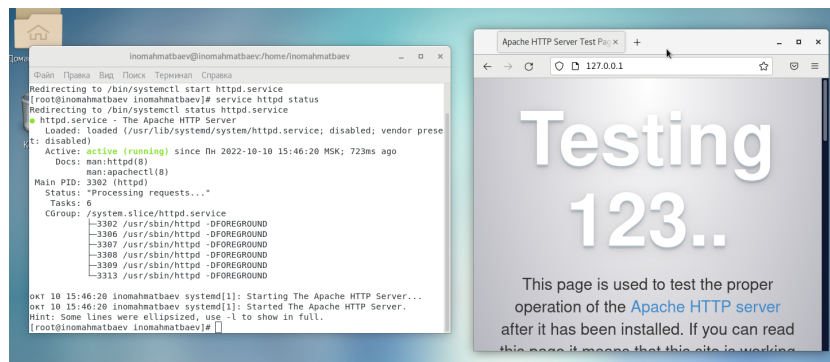 inomahmatbaev@inomahmatbaev:/home/inomahmatbaev
Файл Правка Вид Поиск Терминал Справка
Redirecting to /bin/systemctl start httpd.service
[root@inomahmatbaev inomahmatbaev]# service httpd status
Redirecting to /bin/systemctl status httpd.service
● httpd.service - The Apache HTTP Server
Loaded: loaded (/usr/lib/systemd/system/httpd.service; disabled; vendor prese
t: disabled)
Active: active (running) since Пн 2022-10-10 15:46:20 MSK; 723ms ago
Docs: man:httpd(8)
man:apachectl(8)
Main PID: 3302 (httpd)
Status: "Processing requests..."
Tasks: 6
CGroup: /system.slice/httpd.service
├─3302 /usr/sbin/httpd -DFOREGROUND
├─3306 /usr/sbin/httpd -DFOREGROUND
├─3307 /usr/sbin/httpd -DFOREGROUND
├─3308 /usr/sbin/httpd -DFOREGROUND
├─3309 /usr/sbin/httpd -DFOREGROUND
└─3313 /usr/sbin/httpd -DFOREGROUND
окт 10 15:46:20 inomahmatbaev systemd[1]: Starting The Apache HTTP Server...
окт 10 15:46:20 inomahmatbaev systemd[1]: Started The Apache HTTP Server.
Hint: Some lines were ellipsized, use -l to show in full.
[root@inomahmatbaev inomahmatbaev]#
Apache HTTP Server Test Pag
127.0.0.1
Testing
123..
This page is used to test the proper
operation of the Apache HTTP server
after it has been installed. If you can read
this page it means that this site is working